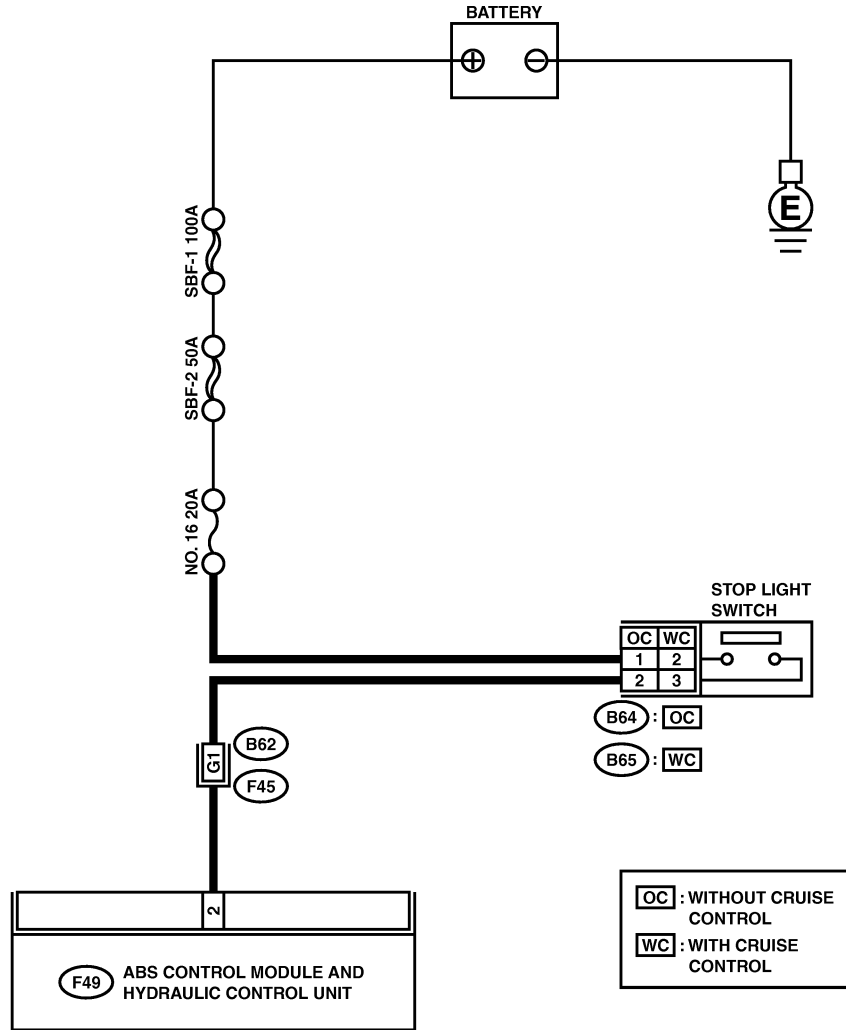 BATTERY
E
SBF-1 100A
SBF-2 50A
NO. 16 20A
STOP LIGHT
SWITCH
OC WC
1 2
2 3
B64 : OC
B65 : WC
B62
G1
F45
2
F49 ABS CONTROL MODULE AND
HYDRAULIC CONTROL UNIT
OC : WITHOUT CRUISE
CONTROL
WC : WITH CRUISE
CONTROL